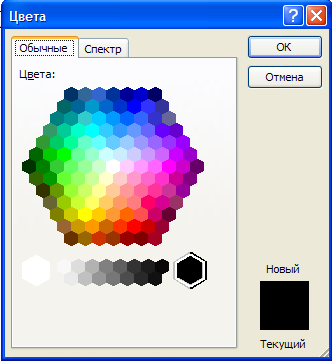 Цвета
Обычные Спектр
Цвета:
ОК
Отмена
Новый
Текущий